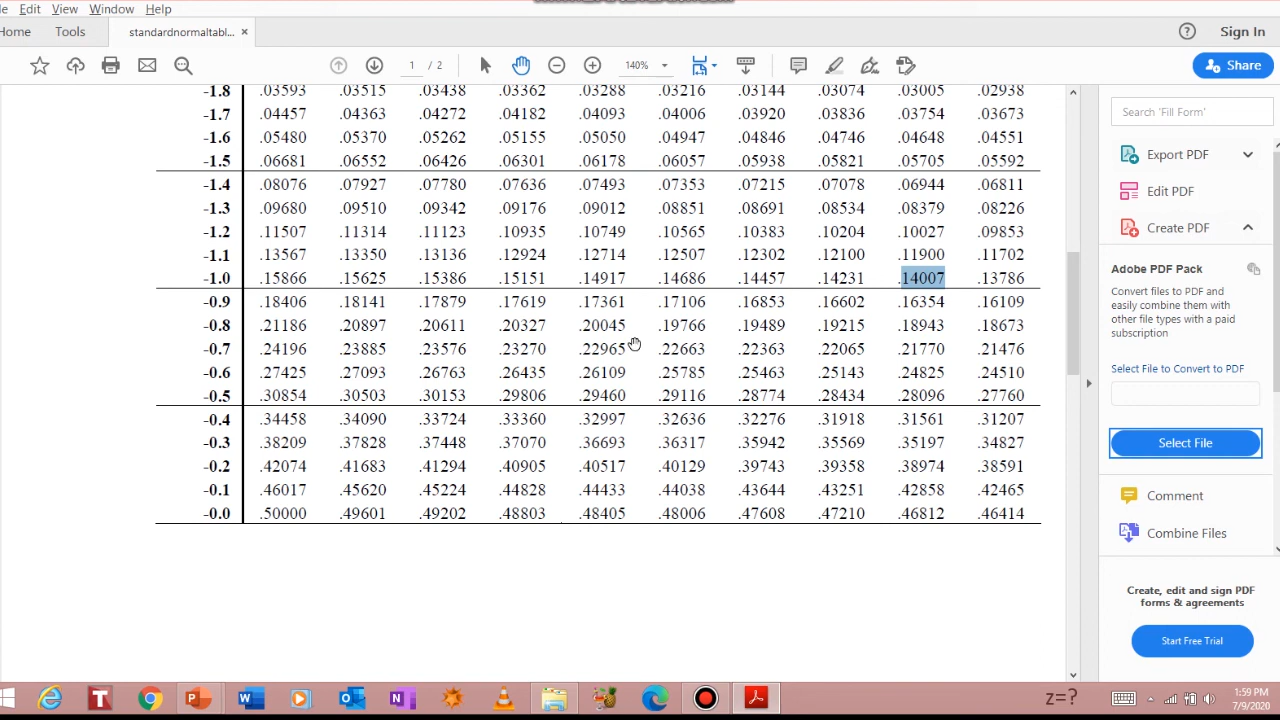 Edit View Window Help
Home Tools standardnormaltabl... × Sign In
1 / 2 140% Share
-1.8 .03593 .03515 .03438 .03362 .03288 .03216 .03144 .03074 .03005 .02938
-1.7 .04457 .04363 .04272 .04182 .04093 .04006 .03920 .03836 .03754 .03673
-1.6 .05480 .05370 .05262 .05155 .05050 .04947 .04846 .04746 .04648 .04551
-1.5 .06681 .06552 .06426 .06301 .06178 .06057 .05938 .05821 .05705 .05592
-1.4 .08076 .07927 .07780 .07636 .07493 .07353 .07215 .07078 .06944 .06811
-1.3 .09680 .09510 .09342 .09176 .09012 .08851 .08691 .08534 .08379 .08226
-1.2 .11507 .11314 .11123 .10935 .10749 .10565 .10383 .10204 .10027 .09853
-1.1 .13567 .13350 .13136 .12924 .12714 .12507 .12302 .12100 .11900 .11702
-1.0 .15866 .15625 .15386 .15151 .14917 .14686 .14457 .14231 .14007 .13786
-0.9 .18406 .18141 .17879 .17619 .17361 .17106 .16853 .16602 .16354 .16109
-0.8 .21186 .20897 .20611 .20327 .20045 .19766 .19489 .19215 .18943 .18673
-0.7 .24196 .23885 .23576 .23270 .22965 .22663 .22363 .22065 .21770 .21476
-0.6 .27425 .27093 .26763 .26435 .26109 .25785 .25463 .25143 .24825 .24510
-0.5 .30854 .30503 .30153 .29806 .29460 .29116 .28774 .28434 .28096 .27760
-0.4 .34458 .34090 .33724 .33360 .32997 .32636 .32276 .31918 .31561 .31207
-0.3 .38209 .37828 .37448 .37070 .36693 .36317 .35942 .35569 .35197 .34827
-0.2 .42074 .41683 .41294 .40905 .40517 .40129 .39743 .39358 .38974 .38591
-0.1 .46017 .45620 .45224 .44828 .44433 .44038 .43644 .43251 .42858 .42465
-0.0 .50000 .49601 .49202 .48803 .48405 .48006 .47608 .47210 .46812 .46414
Search 'Fill Form'
Export PDF
Edit PDF
Create PDF
Adobe PDF Pack
Convert files to PDF and
easily combine them with
other file types with a paid
subscription
Select File to Convert to PDF
Select File
Comment
Combine Files
Create, edit and sign PDF
forms & agreements
Start Free Trial
z=?
1:59 PM
7/9/2020